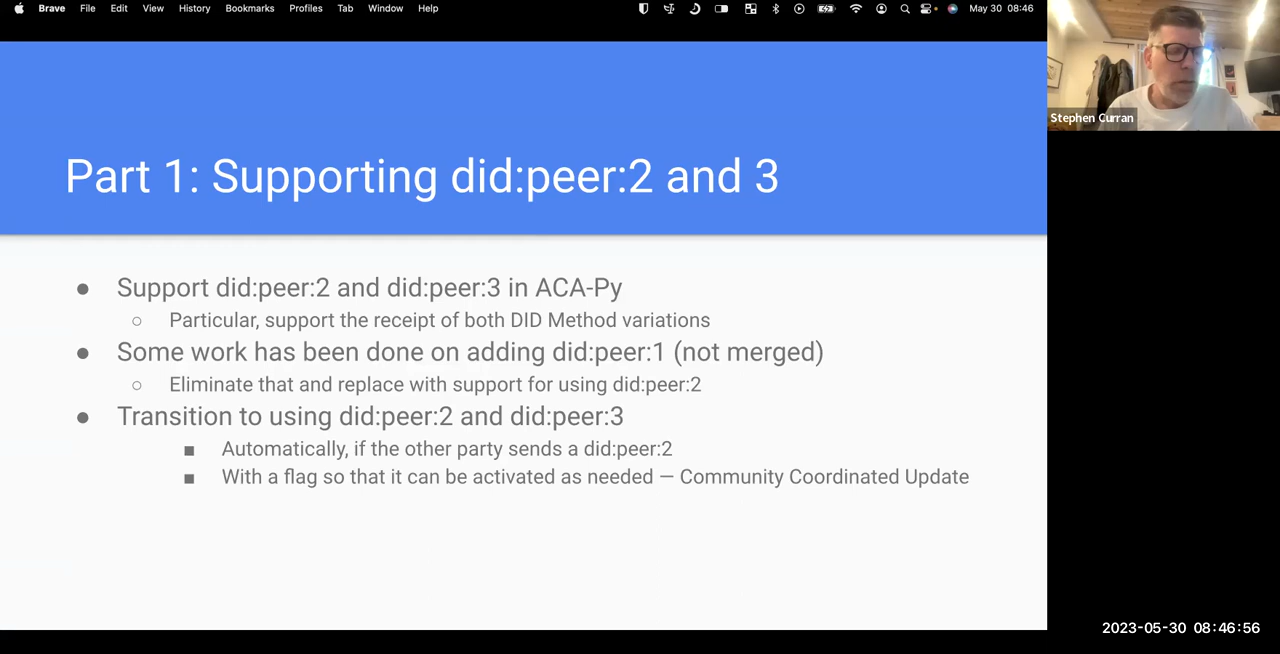 Brave File Edit View History Bookmarks Profiles Tab Window Help May 30 08:46
Stephen Curran
Part 1: Supporting did:peer:2 and 3
● Support did:peer:2 and did:peer:3 in ACA-Py
○ Particular, support the receipt of both DID Method variations
● Some work has been done on adding did:peer:1 (not merged)
○ Eliminate that and replace with support for using did:peer:2
● Transition to using did:peer:2 and did:peer:3
■ Automatically, if the other party sends a did:peer:2
■ With a flag so that it can be activated as needed — Community Coordinated Update
2023-05-30 08:46:56